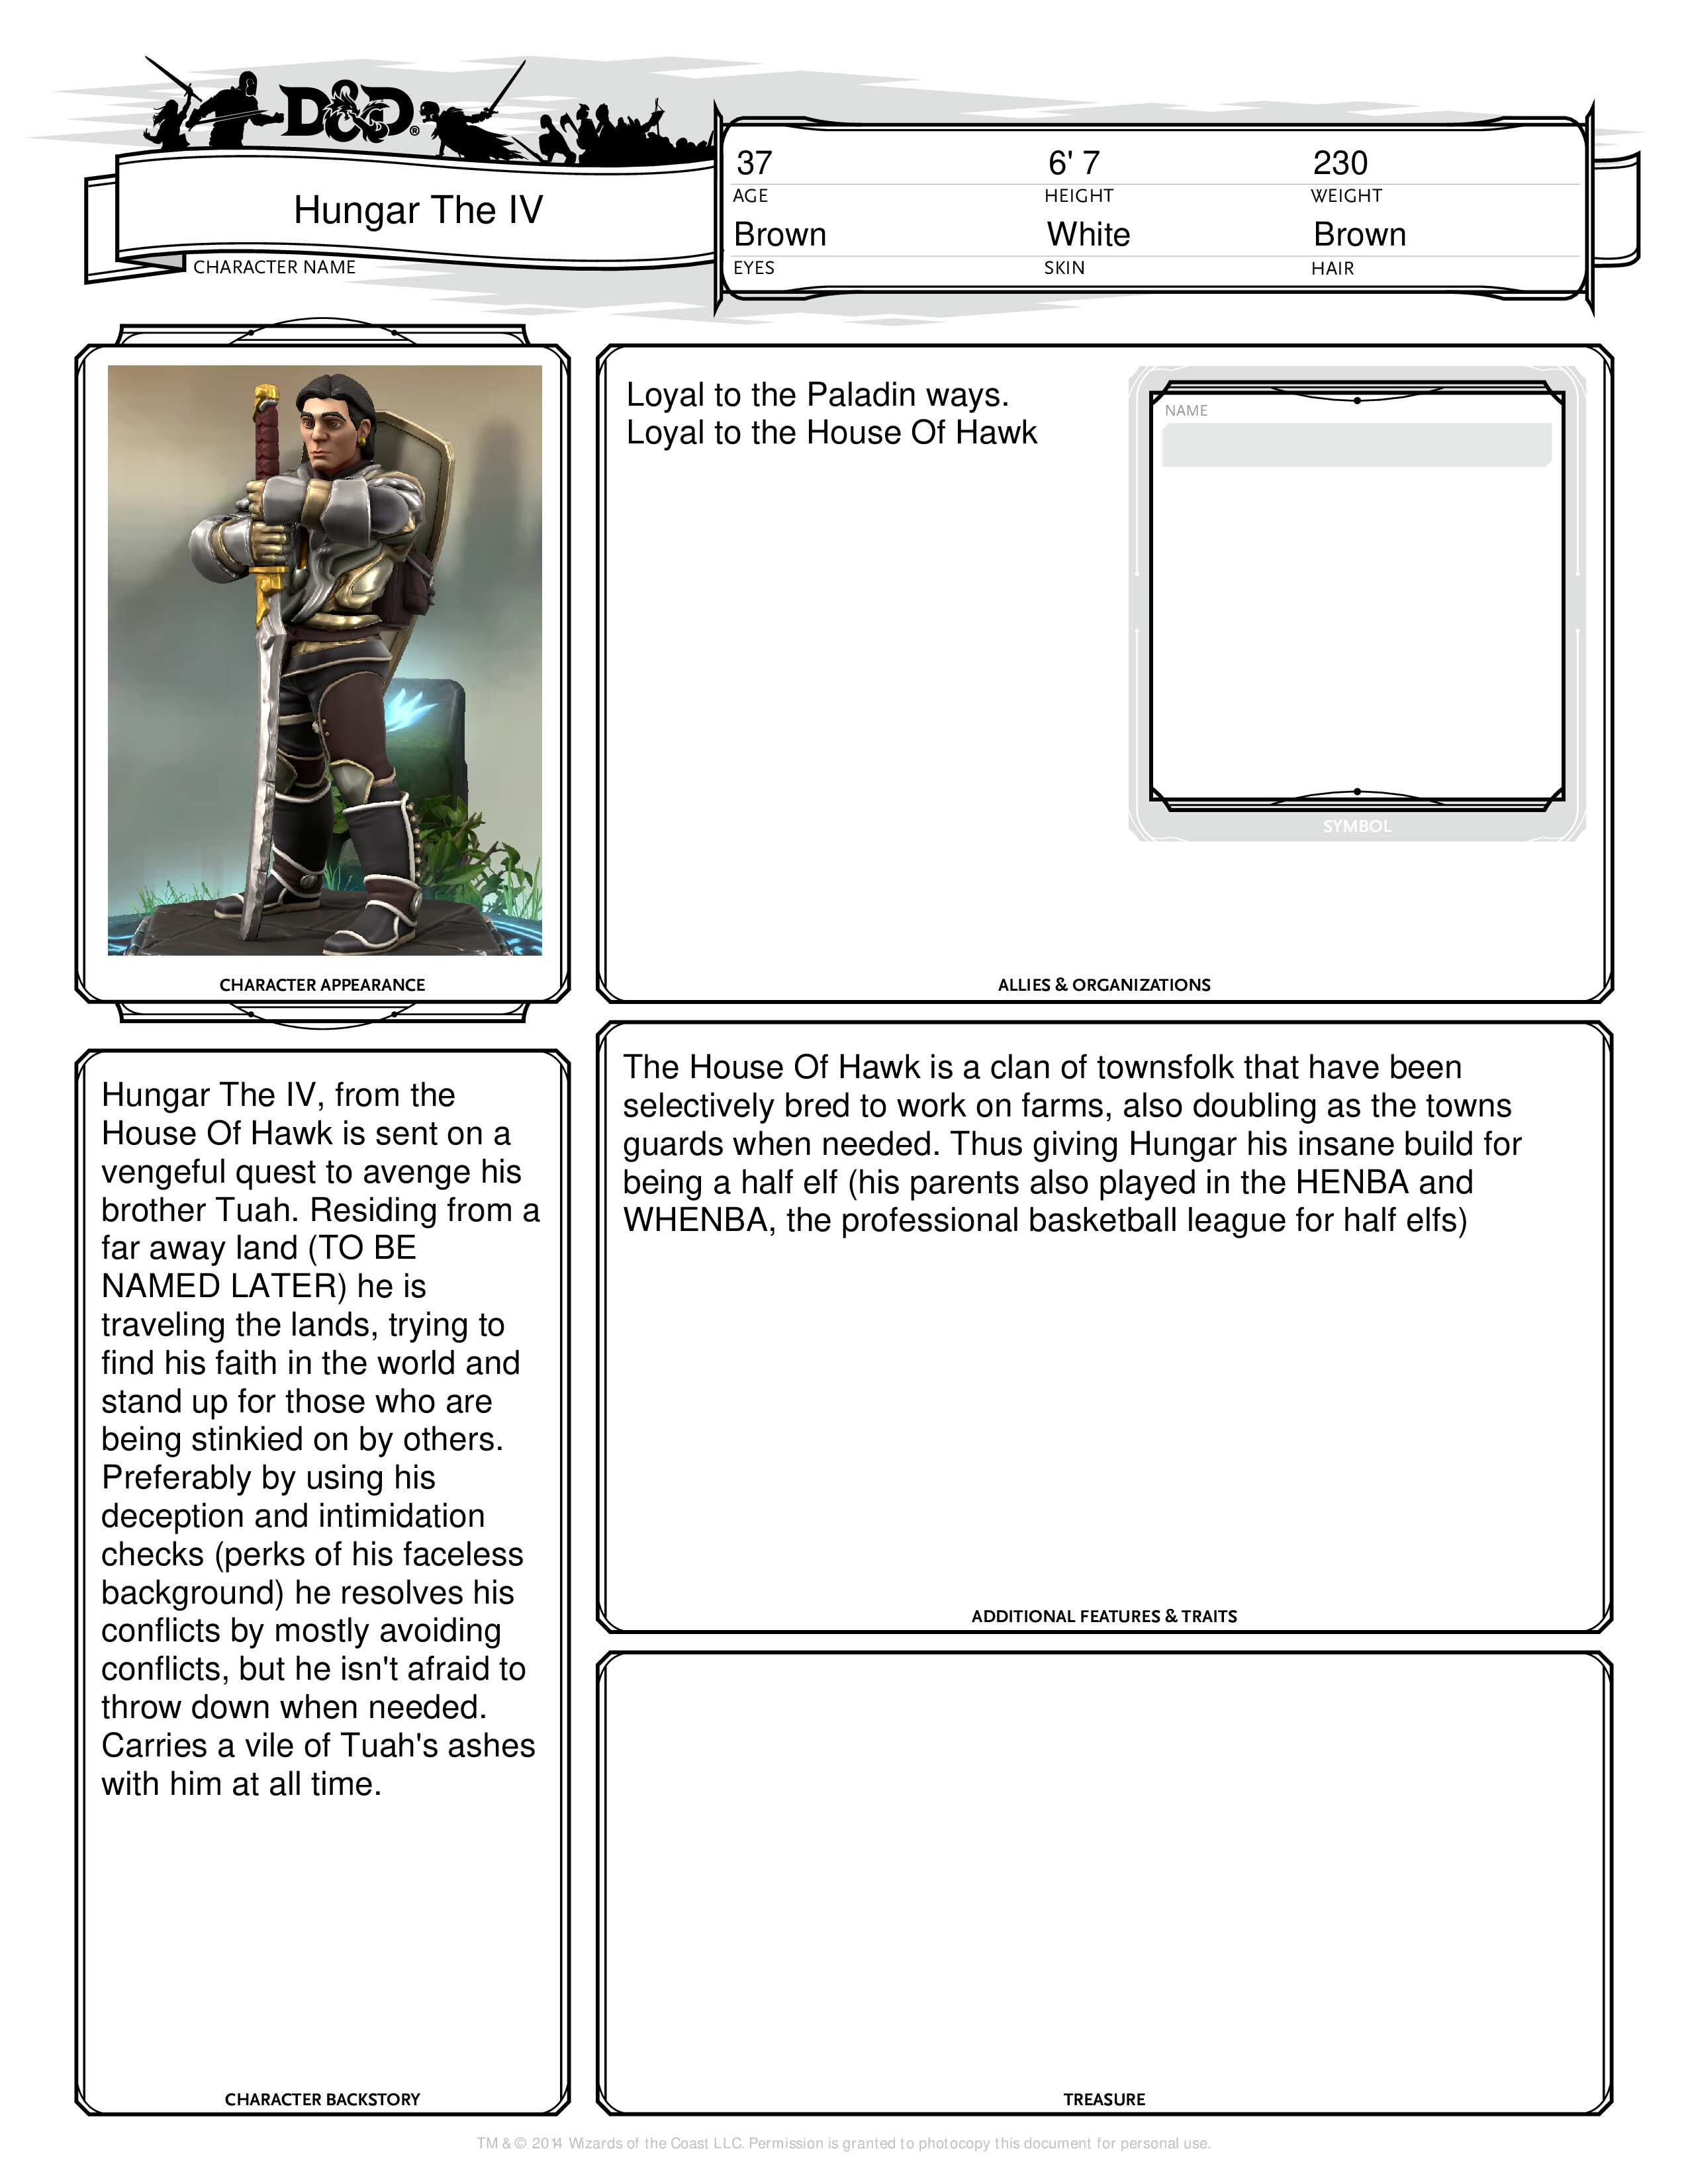 D&D®
Hungar The IV
CHARACTER NAME
37 6' 7 230
AGE HEIGHT WEIGHT
Brown White Brown
EYES SKIN HAIR
CHARACTER APPEARANCE
Loyal to the Paladin ways.
Loyal to the House Of Hawk
NAME
SYMBOL
ALLIES & ORGANIZATIONS
Hungar The IV, from the
House Of Hawk is sent on a
vengeful quest to avenge his
brother Tuah. Residing from a
far away land (TO BE
NAMED LATER) he is
traveling the lands, trying to
find his faith in the world and
stand up for those who are
being stinkied on by others.
Preferably by using his
deception and intimidation
checks (perks of his faceless
background) he resolves his
conflicts by mostly avoiding
conflicts, but he isn't afraid to
throw down when needed.
Carries a vile of Tuah's ashes
with him at all time.
CHARACTER BACKSTORY
The House Of Hawk is a clan of townsfolk that have been
selectively bred to work on farms, also doubling as the towns
guards when needed. Thus giving Hungar his insane build for
being a half elf (his parents also played in the HENBA and
WHENBA, the professional basketball league for half elfs)
ADDITIONAL FEATURES & TRAITS
TREASURE
TM & © 2014 Wizards of the Coast LLC. Permission is granted to photocopy this document for personal use.